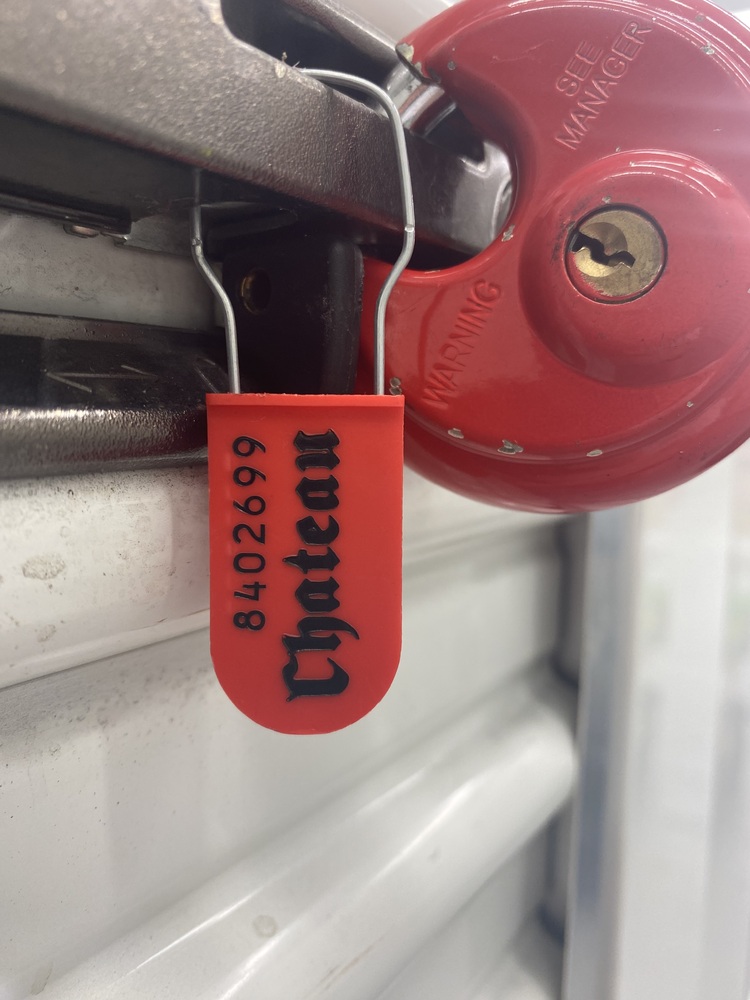 SEE
MANAGER
WARNING
8402699
Chateau